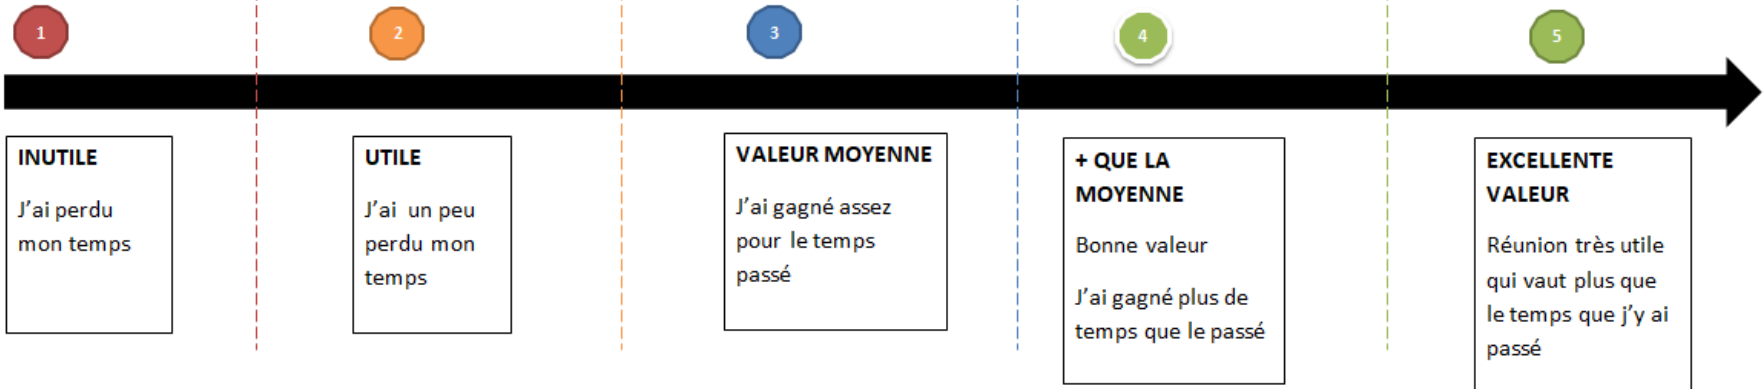 1
2
3
4
5
INUTILE
J'ai perdu
mon temps
UTILE
J'ai un peu
perdu mon
temps
VALEUR MOYENNE
J'ai gagné assez
pour le temps
passé
+ QUE LA
MOYENNE
Bonne valeur
J'ai gagné plus de
temps que le passé
EXCELLENTE
VALEUR
Réunion très utile
qui vaut plus que
le temps que j'y ai
passé